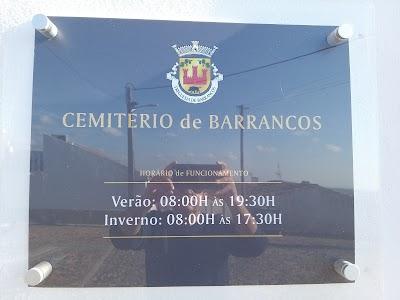 CEMITÉRIO de BARRANCOS
HORÁRIO de FUNCIONAMENTO
Verão: 08:00H ÀS 19:30H
Inverno: 08:00H ÀS 17:30H